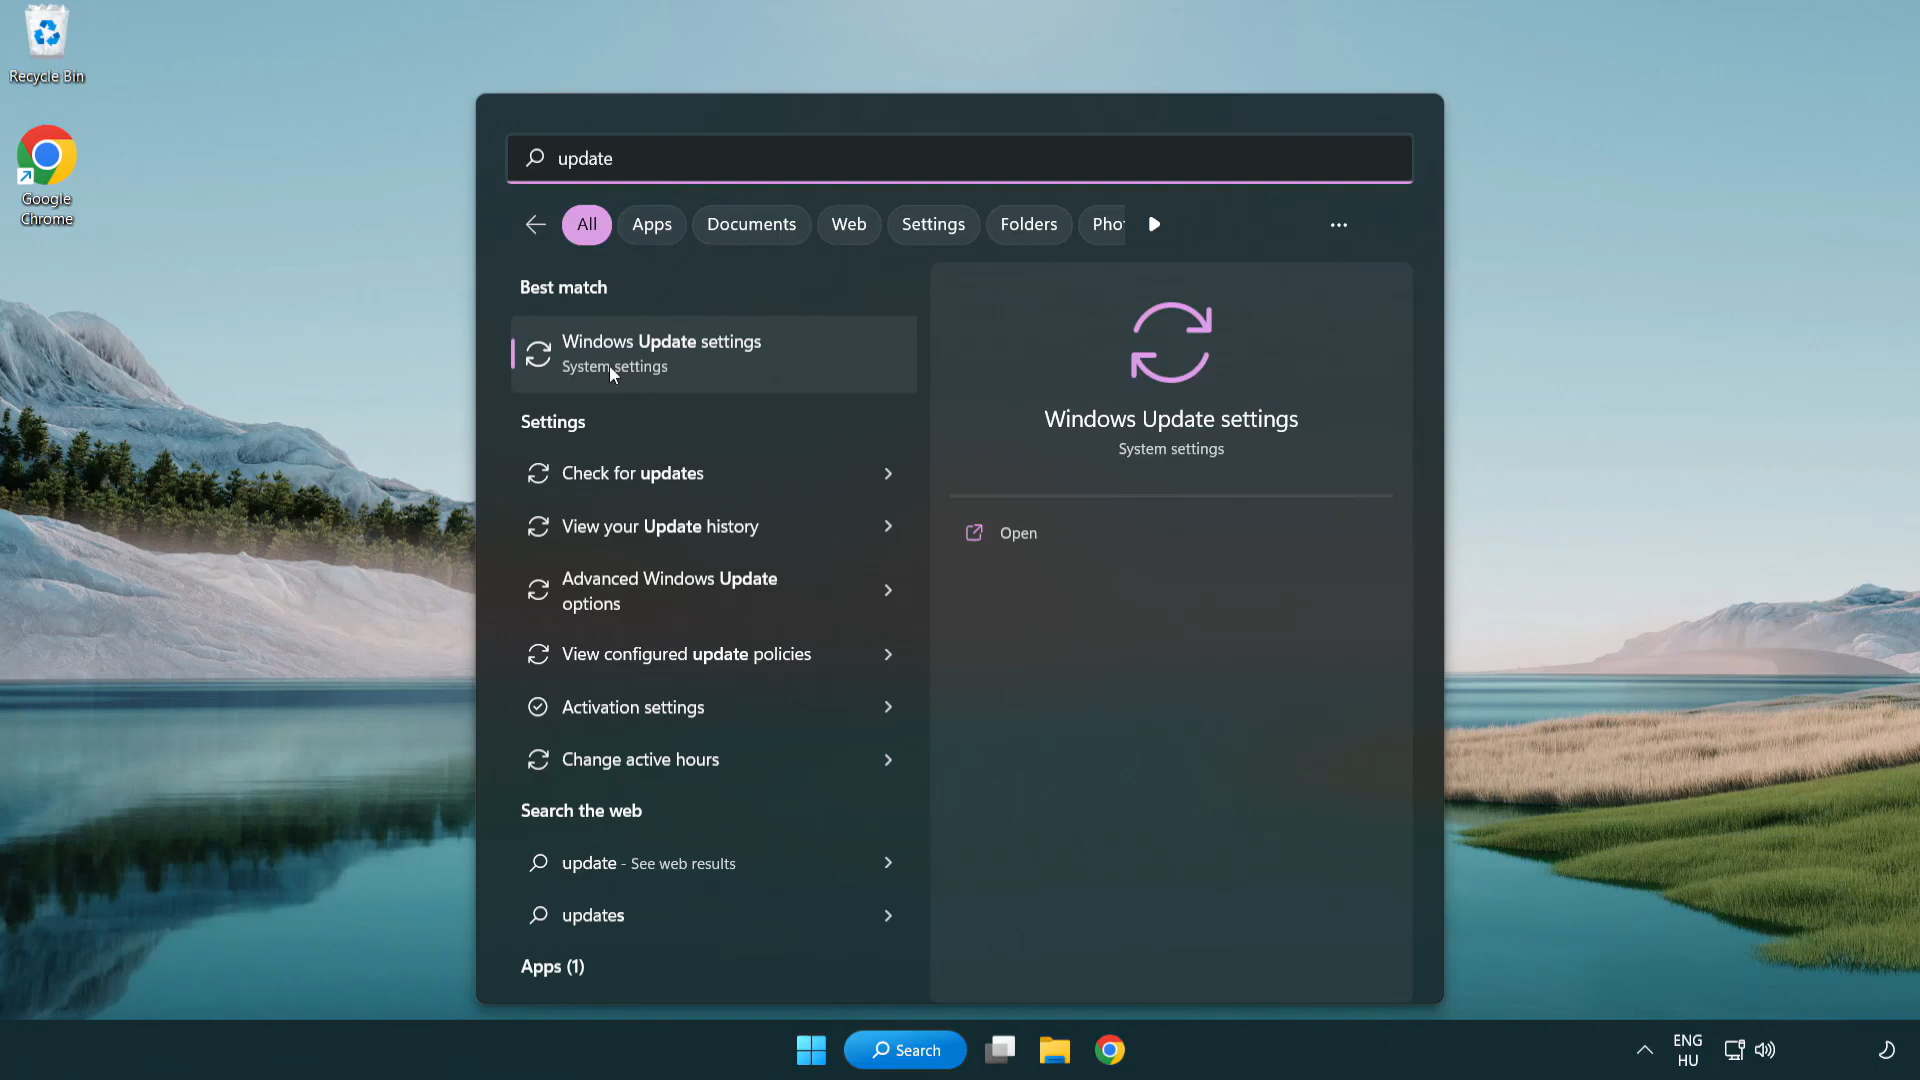 Recycle Bin
Google
Chrome
update
All
Apps
Documents
Web
Settings
Folders
Pho
Best match
Windows Update settings
System settings
Settings
Check for updates
View your Update history
Advanced Windows Update
options
View configured update policies
Activation settings
Change active hours
Search the web
update - See web results
updates
Apps (1)
Windows Update settings
System settings
Open
Search
ENG
HU